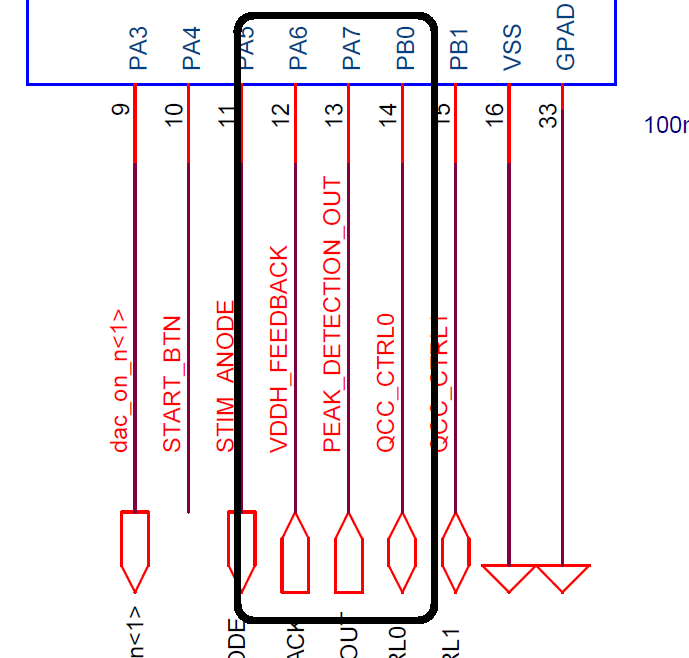 PA3
PA4
PA5
PA6
PA7
PB0
PB1
VSS
GPAD
9
10
11
12
13
14
15
16
33
100n
dac_on_n<1>
START_BTN
STIM_ANODE
VDDH_FEEDBACK
PEAK_DETECTION_OUT
QCC_CTRL0
QCC_CTRL1
n<1>
ODE
ACK
OUT
RL0
RL1